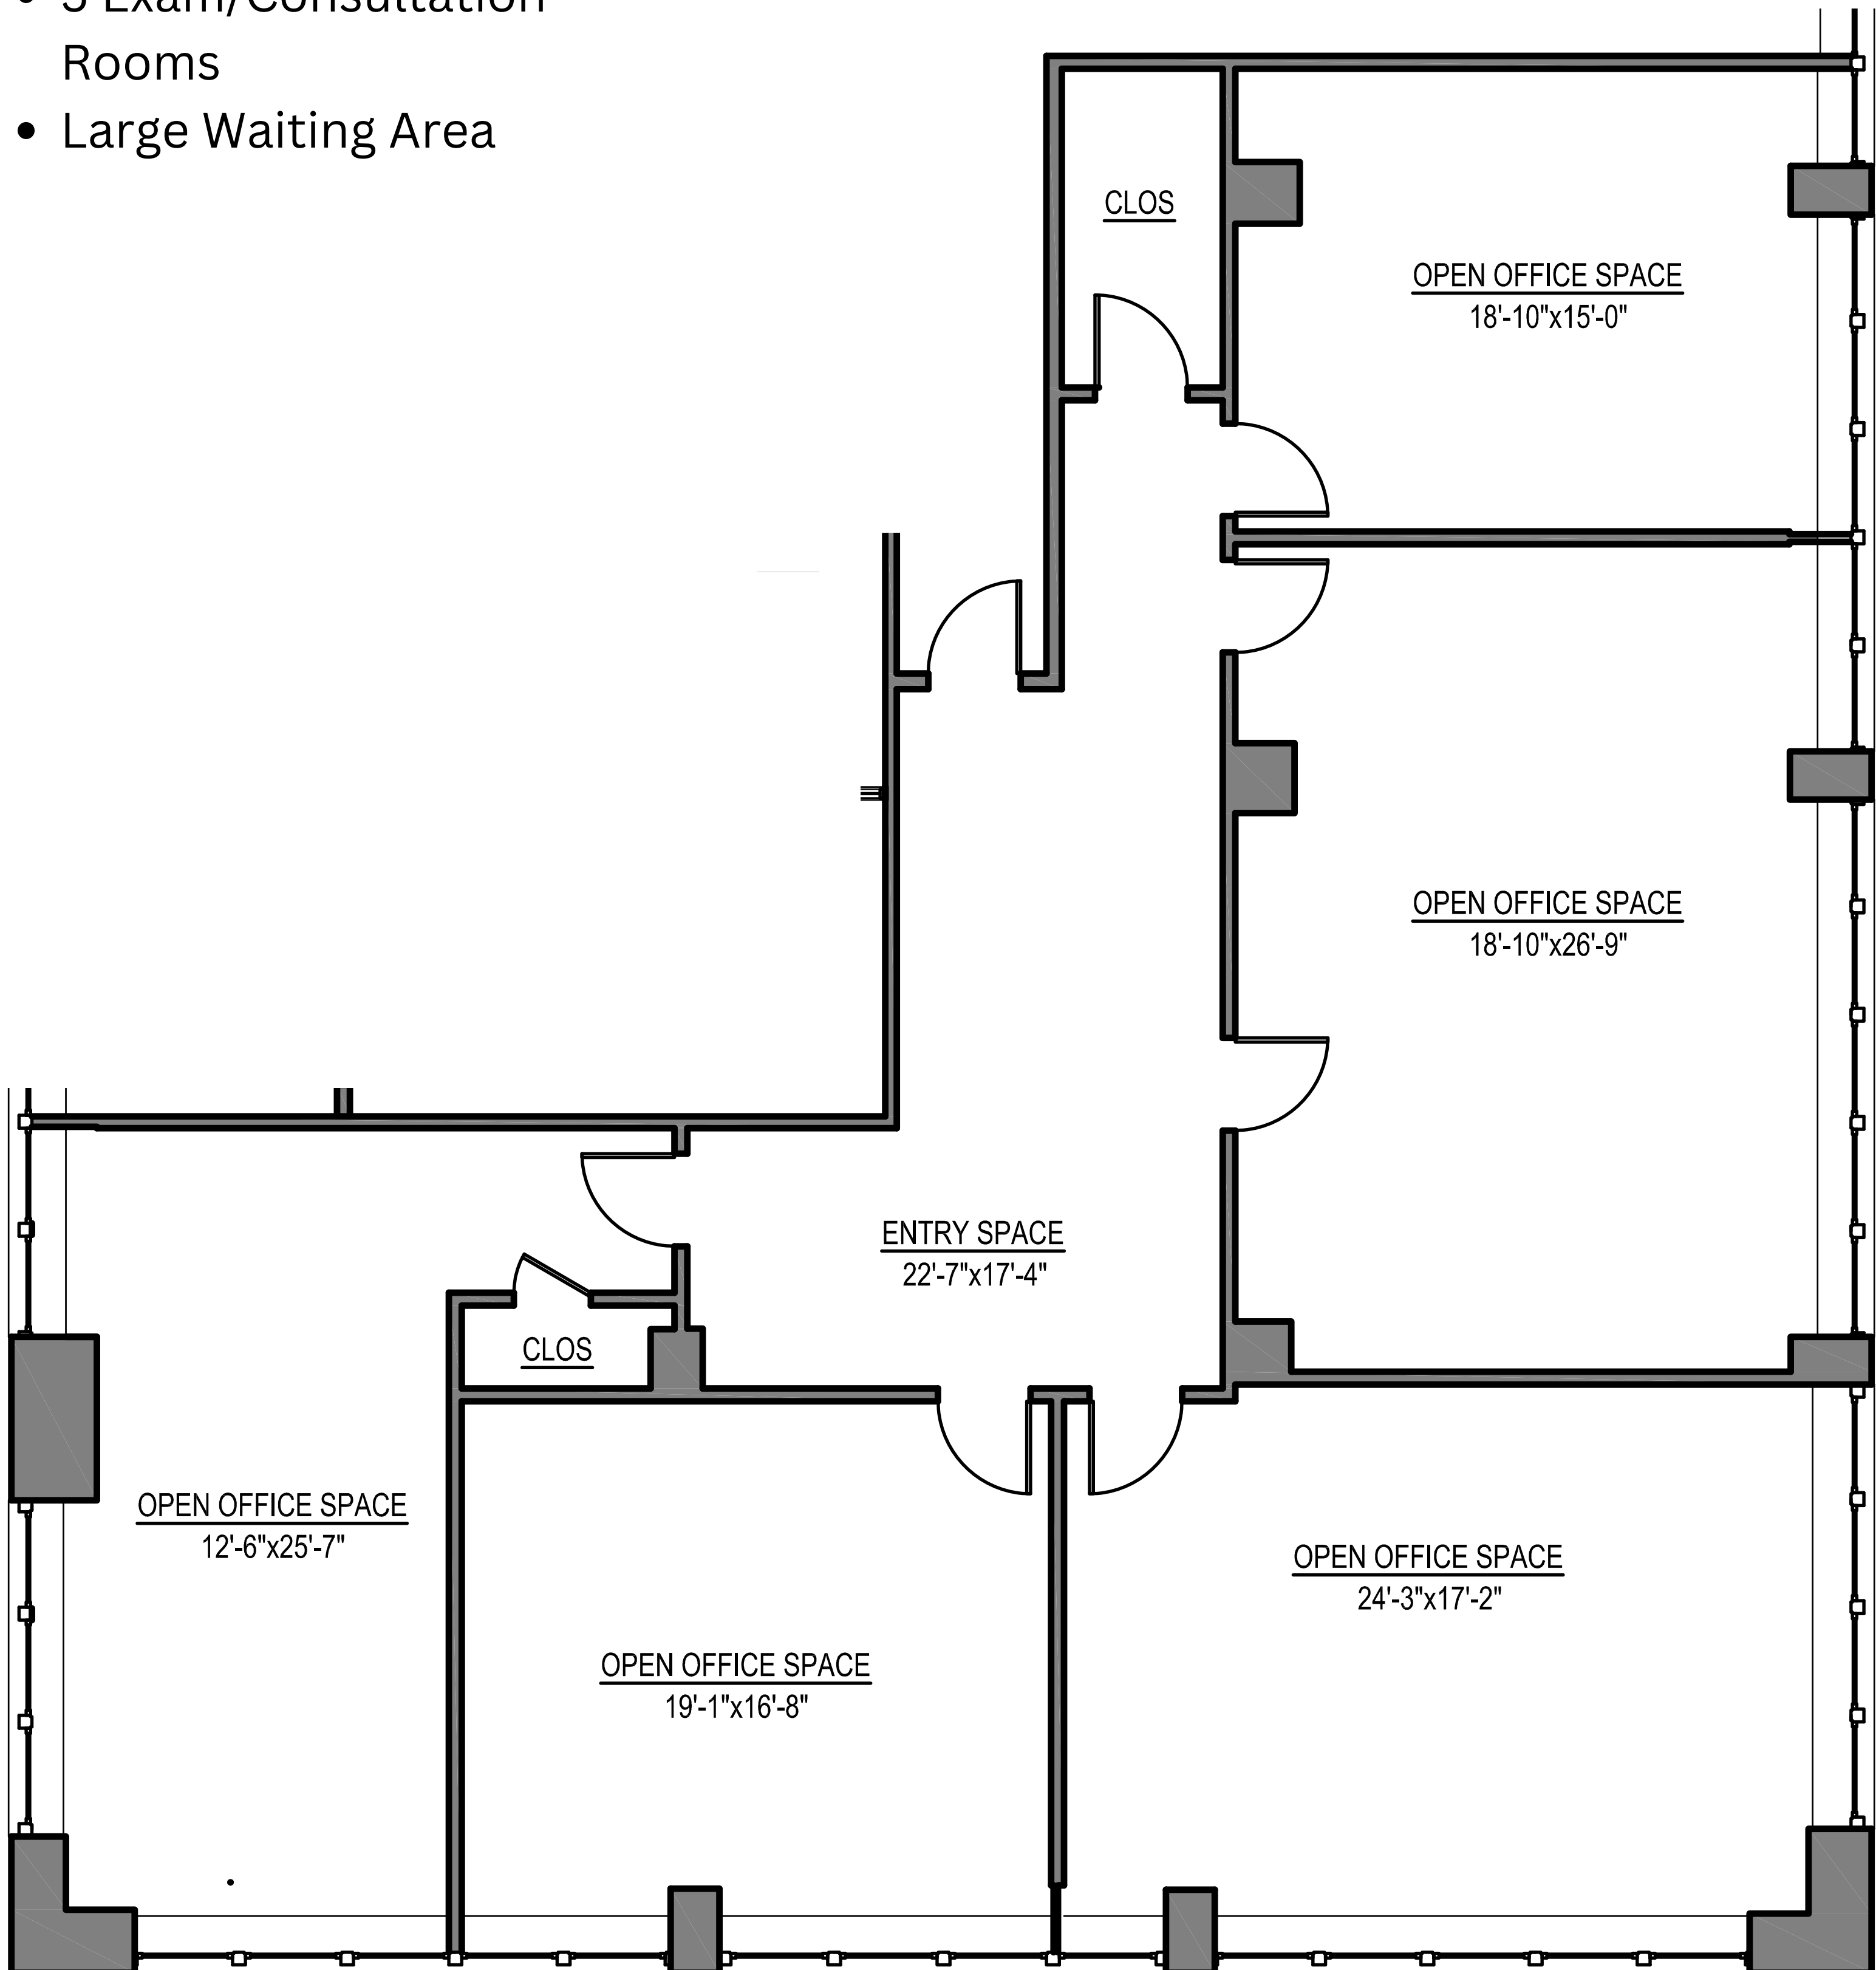 Exam/Consultation
Rooms
• Large Waiting Area
CLOS
OPEN OFFICE SPACE
18'-10"x15'-0"
OPEN OFFICE SPACE
18'-10"x26'-9"
ENTRY SPACE
22'-7"x17'-4"
CLOS
OPEN OFFICE SPACE
12'-6"x25'-7"
OPEN OFFICE SPACE
24'-3"x17'-2"
OPEN OFFICE SPACE
19'-1"x16'-8"